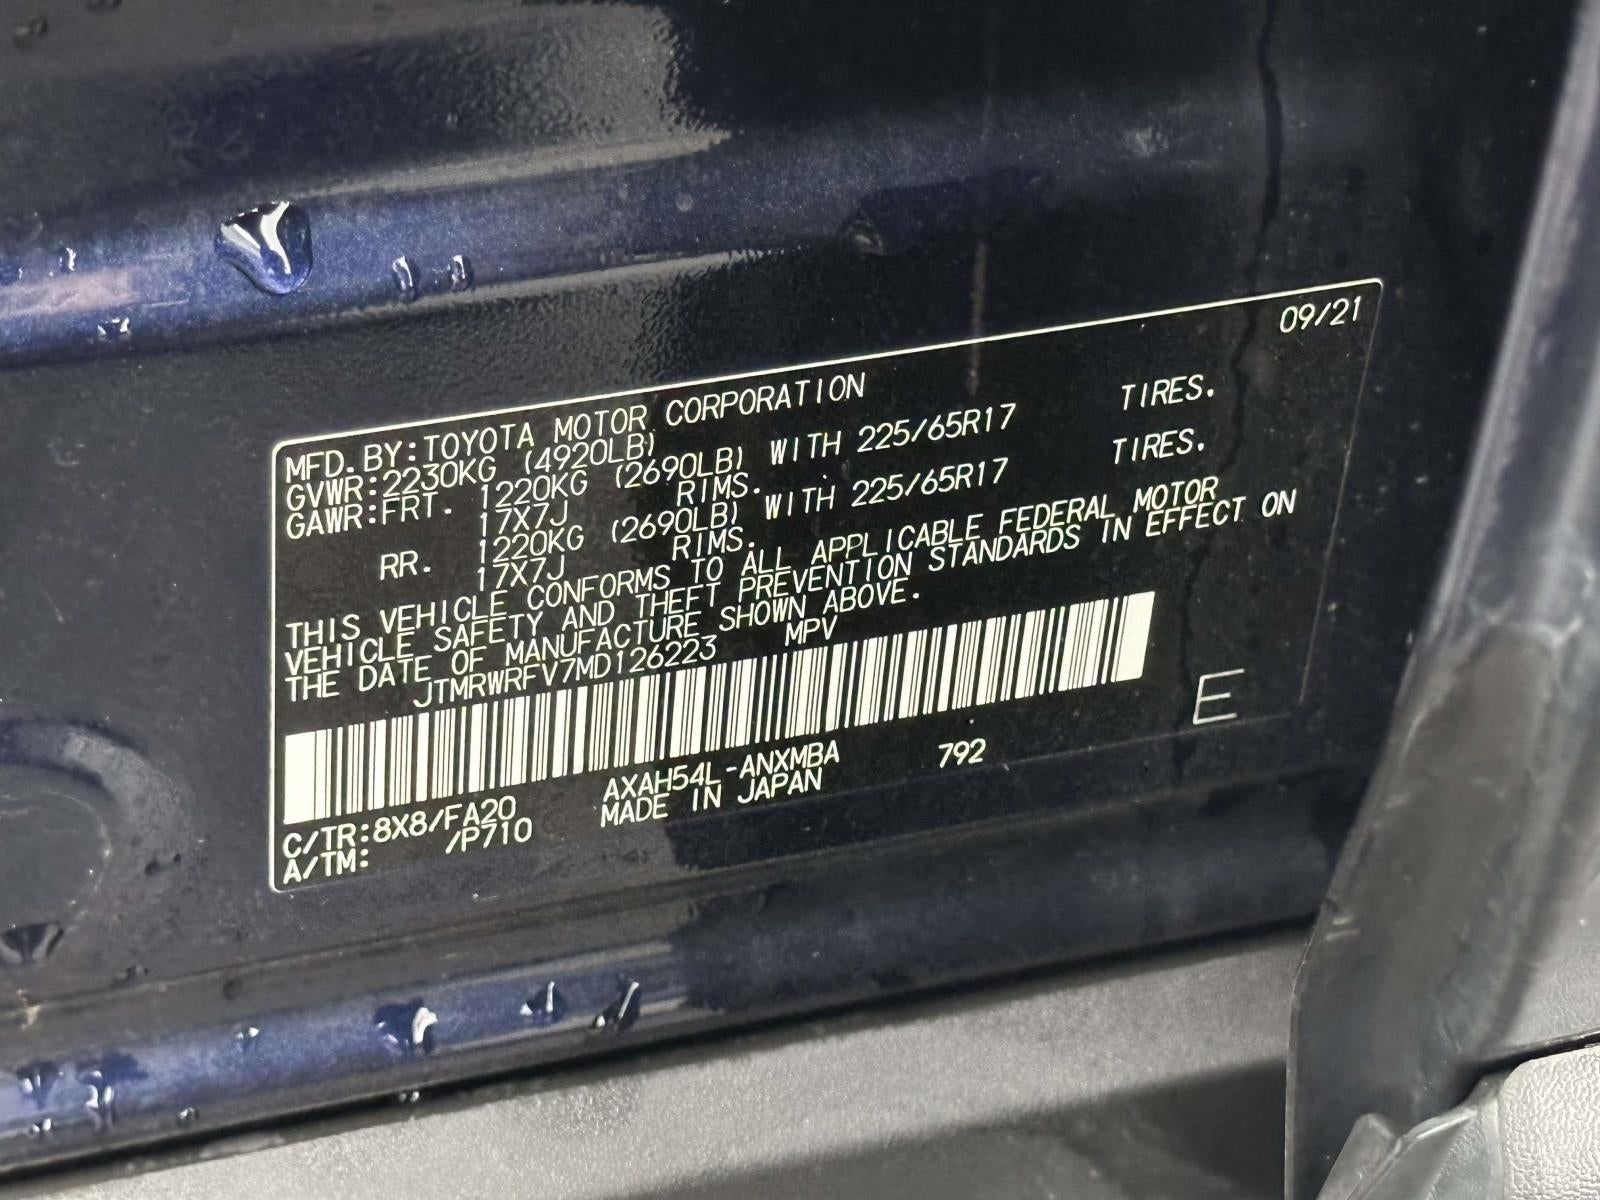 09/21
MFD. BY: TOYOTA MOTOR CORPORATION
GVWR: 2230KG (4920LB)
GAWR: FRT. 1220KG (2690LB) WITH 225/65R17 TIRES.
17X7J RIMS.
RR. 1220KG (2690LB) WITH 225/65R17 TIRES.
17X7J RIMS.
THIS VEHICLE CONFORMS TO ALL APPLICABLE FEDERAL MOTOR
VEHICLE SAFETY AND THEFT PREVENTION STANDARDS IN EFFECT ON
THE DATE OF MANUFACTURE SHOWN ABOVE.
JTMRWRFV7MD126223 MPV
E
C/TR: 8X8/FA20 AXAH54L-ANXMBA 792
A/TM: /P710 MADE IN JAPAN